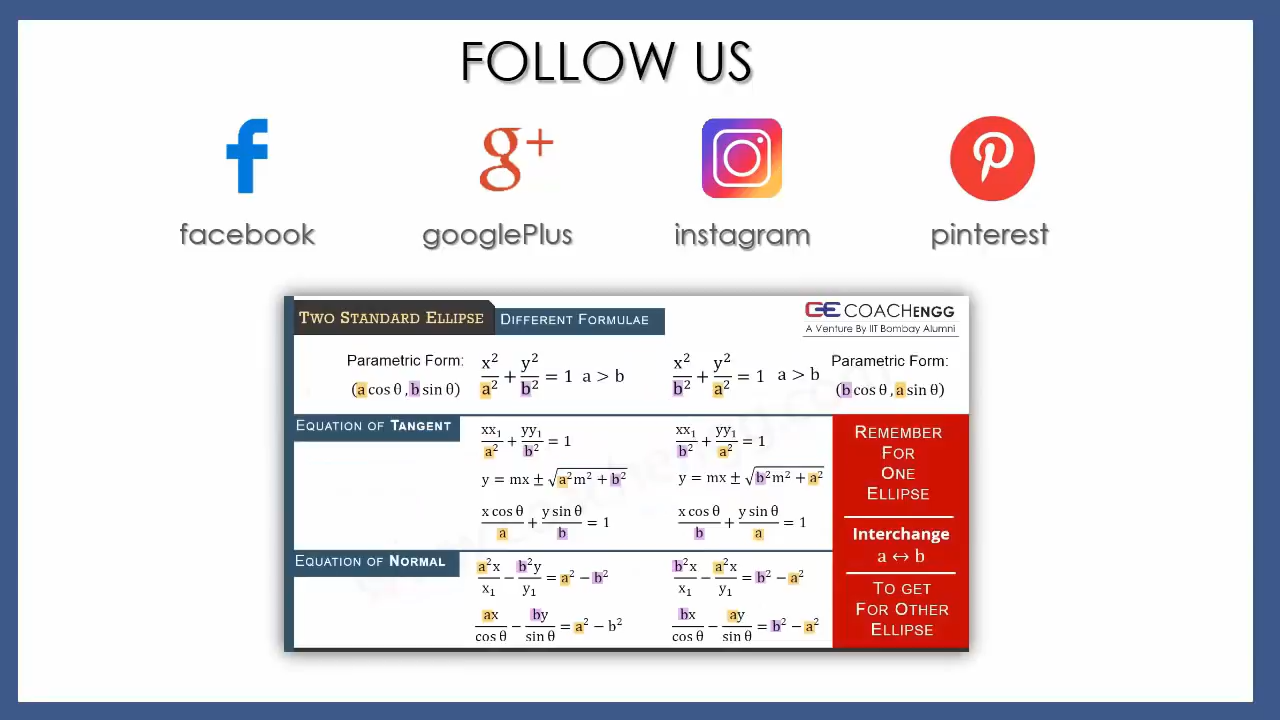 FOLLOW US
facebook
googlePlus
instagram
pinterest
TWO STANDARD ELLIPSE
DIFFERENT FORMULAE
COACHENGG
A Venture By IIT Bombay Alumni
Parametric Form:
(a cos θ , b sin θ)
x²/a² + y²/b² = 1 a > b
x²/b² + y²/a² = 1 a > b
Parametric Form:
(b cos θ , a sin θ)
EQUATION OF TANGENT
xx₁/a² + yy₁/b² = 1
xx₁/b² + yy₁/a² = 1
y = mx ± √(a²m² + b²)
y = mx ± √(b²m² + a²)
x cos θ/a + y sin θ/b = 1
x cos θ/b + y sin θ/a = 1
EQUATION OF NORMAL
a²x/x₁ − b²y/y₁ = a² − b²
b²x/x₁ − a²x/y₁ = b² − a²
ax/cos θ − by/sin θ = a² − b²
bx/cos θ − ay/sin θ = b² − a²
REMEMBER
FOR
ONE
ELLIPSE
Interchange
a ↔ b
TO GET
FOR OTHER
ELLIPSE